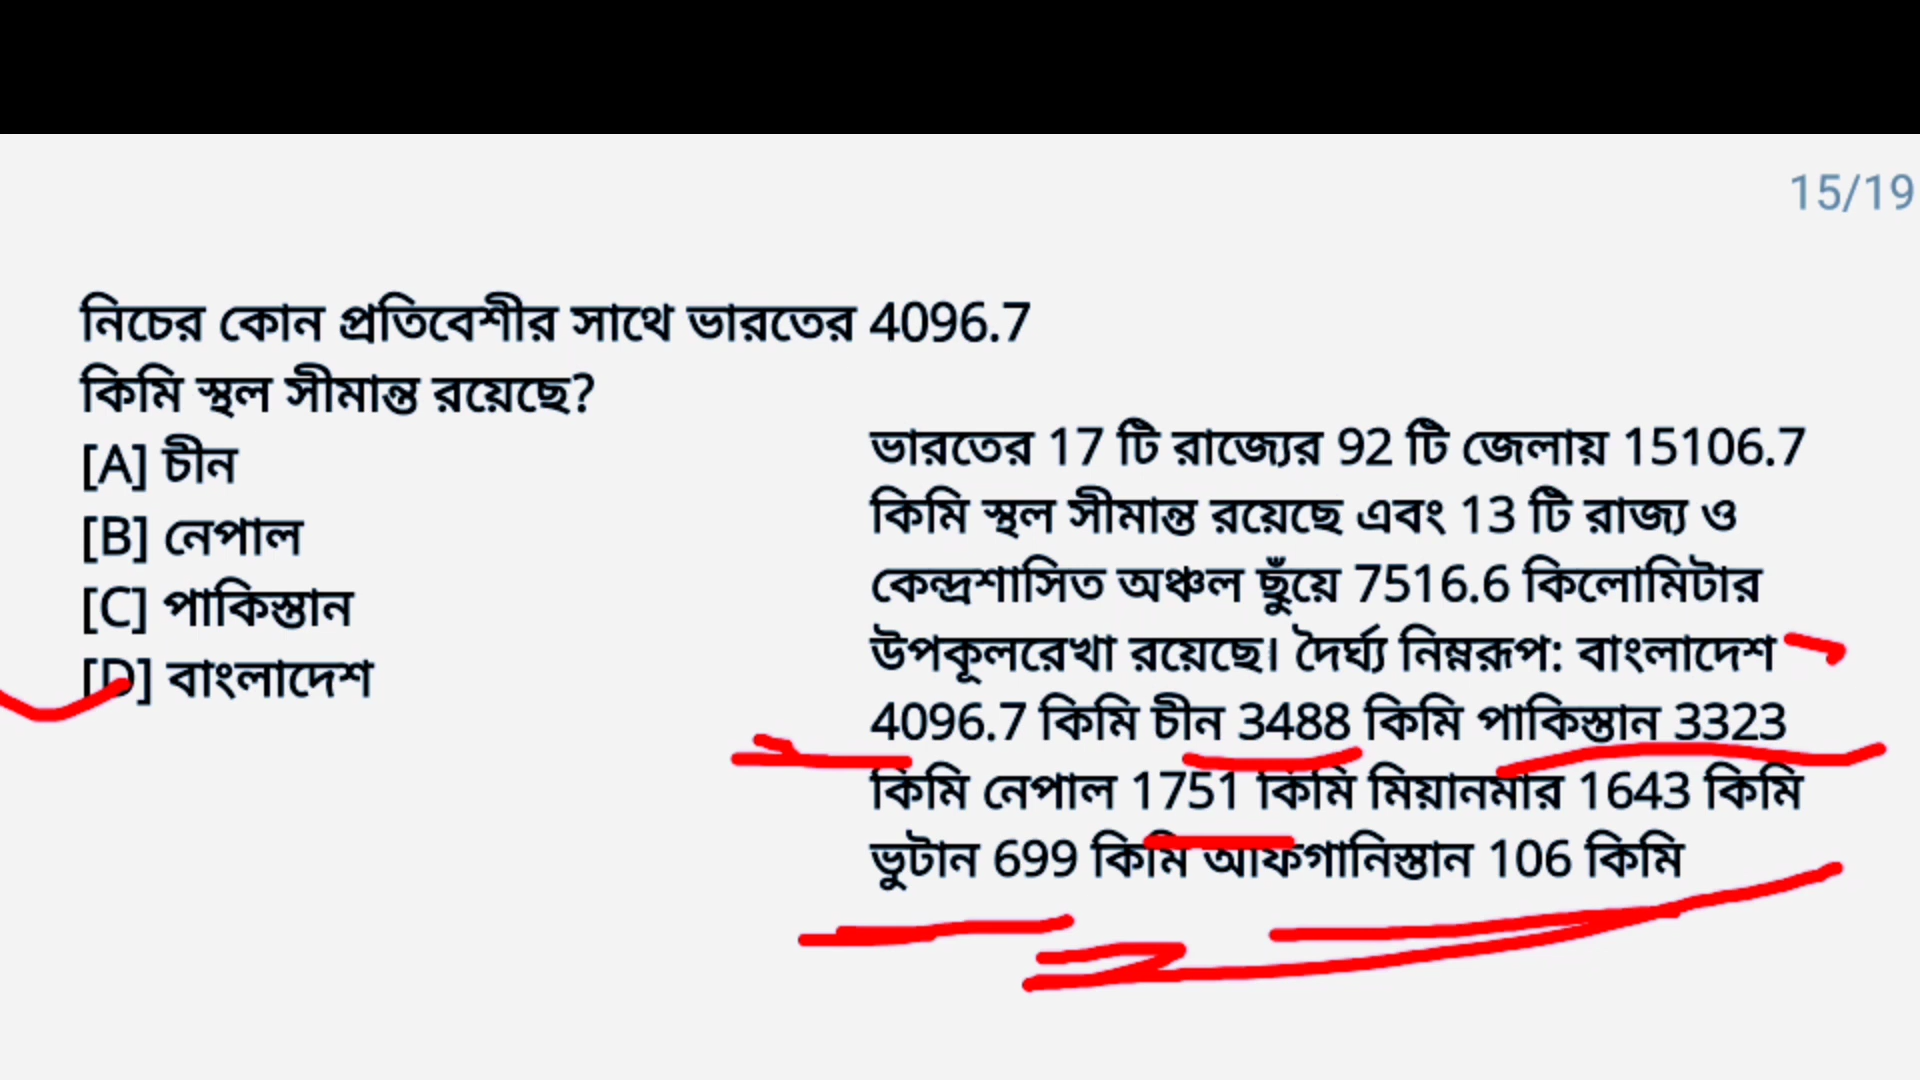 15/19
নিচের কোন প্রতিবেশীর সাথে ভারতের 4096.7
কিমি স্থল সীমান্ত রয়েছে?
[A] চীন
[B] নেপাল
[C] পাকিস্তান
[D] বাংলাদেশ
ভারতের 17 টি রাজ্যের 92 টি জেলায় 15106.7
কিমি স্থল সীমান্ত রয়েছে এবং 13 টি রাজ্য ও
কেন্দ্রশাসিত অঞ্চল ছুঁয়ে 7516.6 কিলোমিটার
উপকূলরেখা রয়েছে। দৈর্ঘ্য নিম্নরূপ: বাংলাদেশ
4096.7 কিমি চীন 3488 কিমি পাকিস্তান 3323
কিমি নেপাল 1751 কিমি মিয়ানমার 1643 কিমি
ভুটান 699 কিমি আফগানিস্তান 106 কিমি